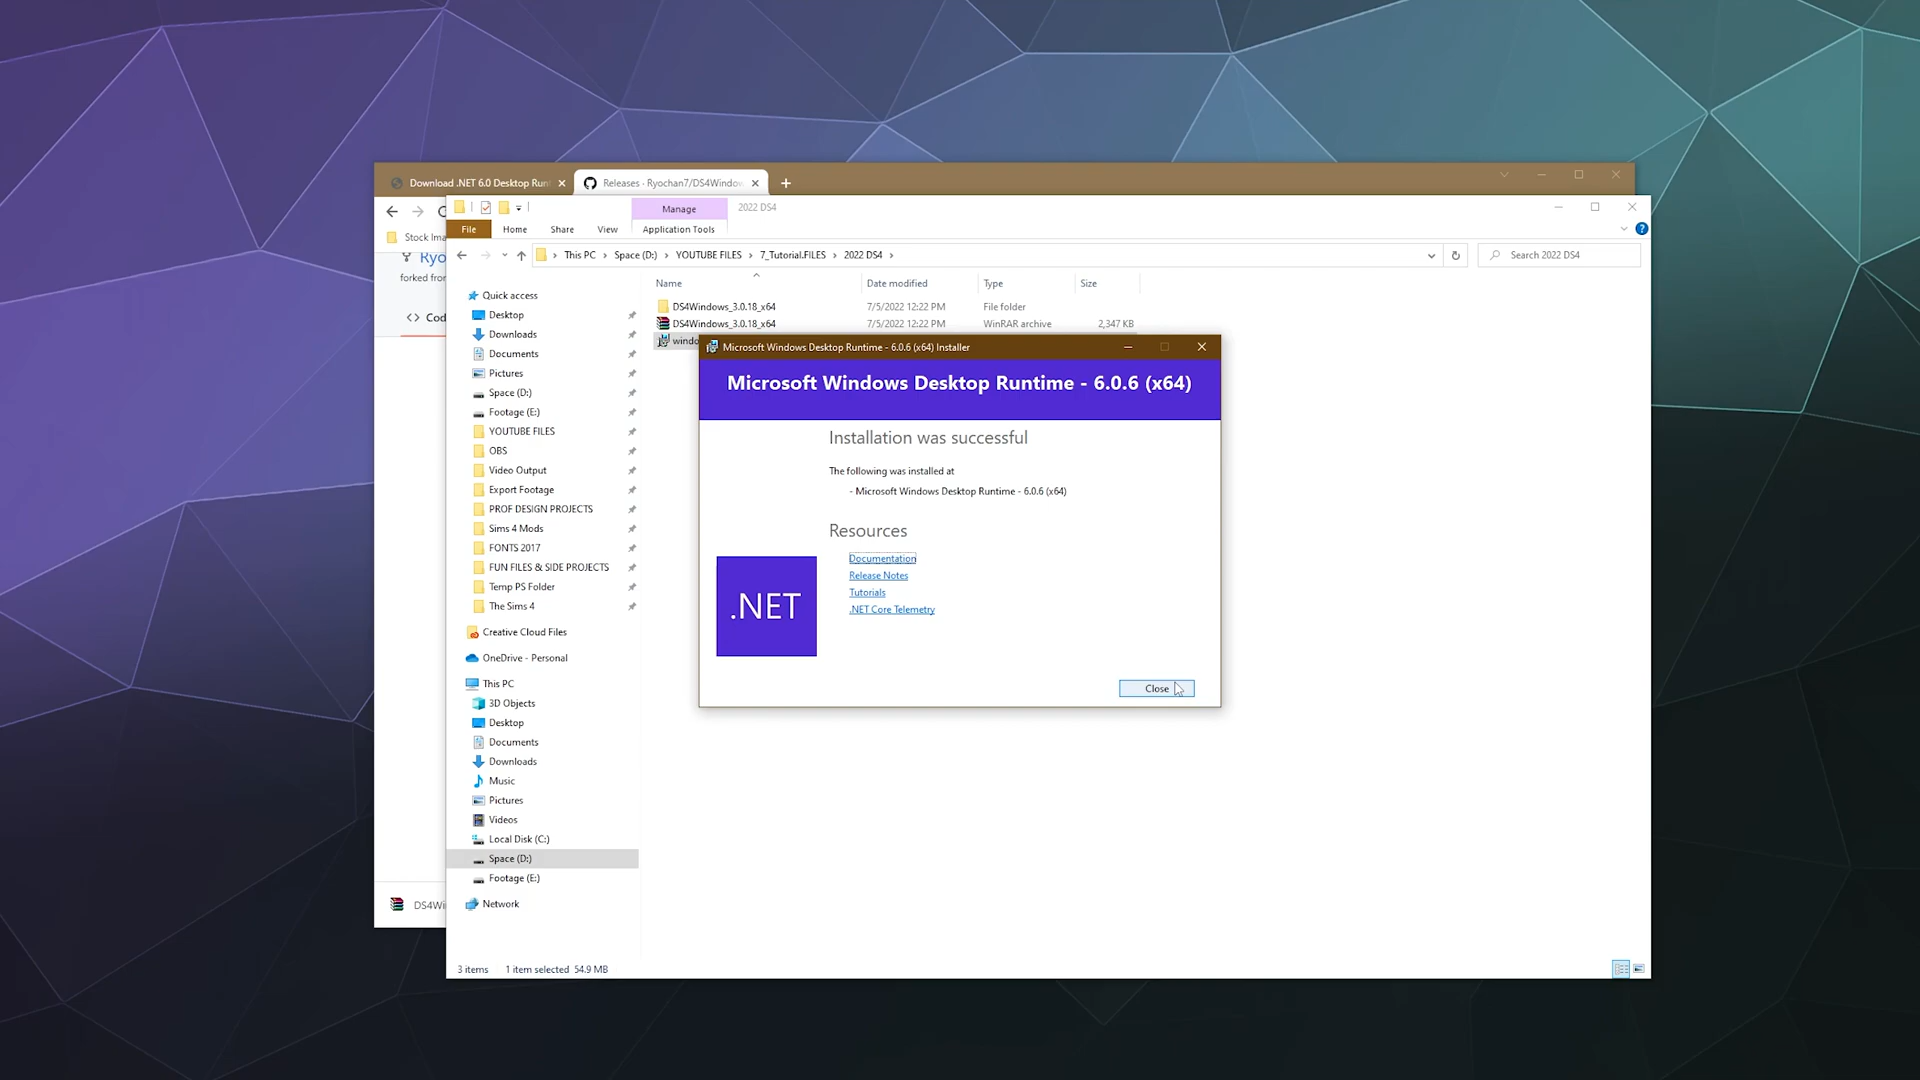 Download .NET 6.0 Desktop Run
Releases · Ryochan7/DS4Window
Manage
2022 DS4
File
Home
Share
View
Application Tools
Stock Ima
Ryo
forked from
Cod
This PC
Space (D:)
YOUTUBE FILES
7_Tutorial.FILES
2022 DS4
Search 2022 DS4
Name
Date modified
Type
Size
DS4Windows_3.0.18_x64
7/5/2022 12:22 PM
File folder
DS4Windows_3.0.18_x64
7/5/2022 12:22 PM
WinRAR archive
2,347 KB
windo
Quick access
Desktop
Downloads
Documents
Pictures
Space (D:)
Footage (E:)
YOUTUBE FILES
OBS
Video Output
Export Footage
PROF DESIGN PROJECTS
Sims 4 Mods
FONTS 2017
FUN FILES & SIDE PROJECTS
Temp PS Folder
The Sims 4
Creative Cloud Files
OneDrive - Personal
This PC
3D Objects
Desktop
Documents
Downloads
Music
Pictures
Videos
Local Disk (C:)
Space (D:)
Footage (E:)
Network
DS4Wi
3 items
1 item selected 54.9 MB
Microsoft Windows Desktop Runtime - 6.0.6 (x64) Installer
Microsoft Windows Desktop Runtime - 6.0.6 (x64)
Installation was successful
The following was installed at
- Microsoft Windows Desktop Runtime - 6.0.6 (x64)
Resources
Documentation
Release Notes
Tutorials
.NET Core Telemetry
.NET
Close